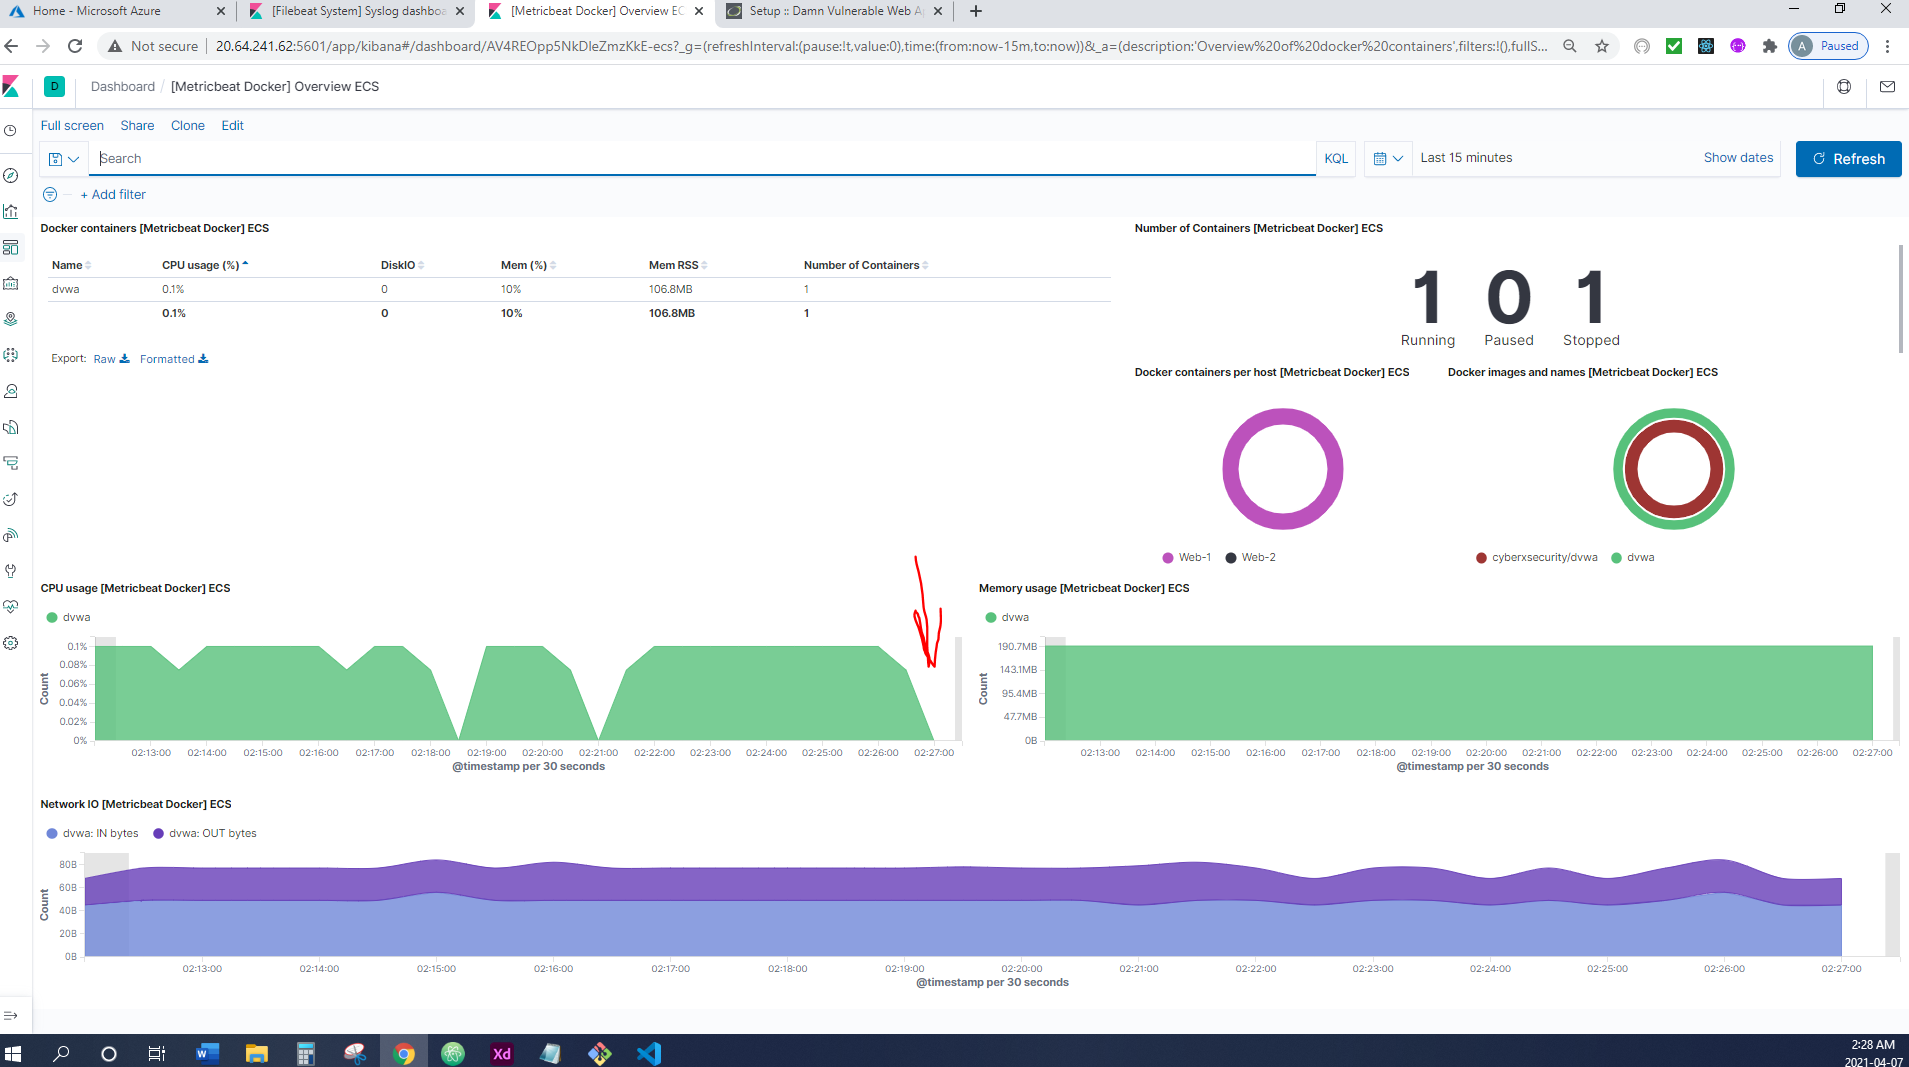 Home - Microsoft Azure
[Filebeat System] Syslog dashboa
[Metricbeat Docker] Overview EC
Setup :: Damn Vulnerable Web A
Not secure
20.64.241.62:5601/app/kibana#/dashboard/AV4REOpp5NkDleZmzKkE-ecs?_g=(refreshInterval:(pause:!t,value:0),time:(from:now-15m,to:now))&_a=(description:'Overview%20of%20docker%20containers',filters:!(),fullS...
A
Paused
D
Dashboard / [Metricbeat Docker] Overview ECS
Full screen Share Clone Edit
Search
KQL
Last 15 minutes
Show dates
Refresh
+ Add filter
Docker containers [Metricbeat Docker] ECS
Name CPU usage (%) DiskIO Mem (%) Mem RSS Number of Containers
dvwa 0.1% 0 10% 106.8MB 1
0.1% 0 10% 106.8MB 1
Export: Raw Formatted
Number of Containers [Metricbeat Docker] ECS
1 0 1
Running Paused Stopped
Docker containers per host [Metricbeat Docker] ECS
Web-1 Web-2
Docker images and names [Metricbeat Docker] ECS
cyberxsecurity/dvwa dvwa
CPU usage [Metricbeat Docker] ECS
dvwa
0.1%
0.08%
0.06%
0.04%
0.02%
0%
Count
02:13:00 02:14:00 02:15:00 02:16:00 02:17:00 02:18:00 02:19:00 02:20:00 02:21:00 02:22:00 02:23:00 02:24:00 02:25:00 02:26:00 02:27:00
@timestamp per 30 seconds
Memory usage [Metricbeat Docker] ECS
dvwa
190.7MB
143.1MB
95.4MB
47.7MB
0B
Count
02:13:00 02:14:00 02:15:00 02:16:00 02:17:00 02:18:00 02:19:00 02:20:00 02:21:00 02:22:00 02:23:00 02:24:00 02:25:00 02:26:00 02:27:00
@timestamp per 30 seconds
Network IO [Metricbeat Docker] ECS
dvwa: IN bytes dvwa: OUT bytes
80B
60B
40B
20B
0B
Count
02:13:00 02:14:00 02:15:00 02:16:00 02:17:00 02:18:00 02:19:00 02:20:00 02:21:00 02:22:00 02:23:00 02:24:00 02:25:00 02:26:00 02:27:00
@timestamp per 30 seconds
W
Xd
2:28 AM
2021-04-07